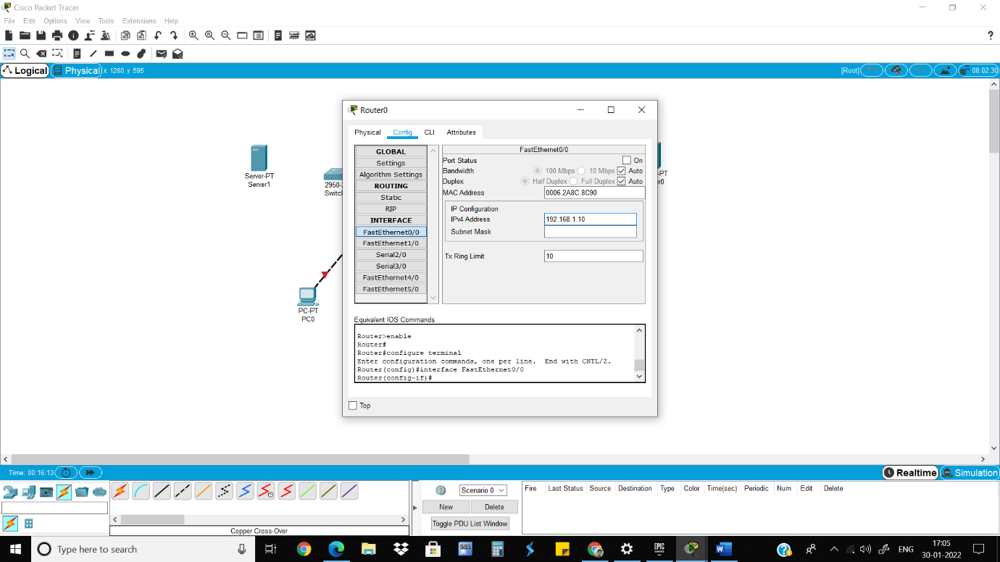 Cisco Packet Tracer
File Edit Options View Tools Extensions Help
?
Logical Physical x: 1280, y: 595 [Root] 08:02:30
Router0
Physical Config CLI Attributes
GLOBAL
Settings
Algorithm Settings
ROUTING
Static
RIP
INTERFACE
FastEthernet0/0
FastEthernet1/0
Serial2/0
Serial3/0
FastEthernet4/0
FastEthernet5/0
FastEthernet0/0
Port Status On
Bandwidth 100 Mbps 10 Mbps Auto
Duplex Half Duplex Full Duplex Auto
MAC Address 0006.2A8C.8C90
IP Configuration
IPv4 Address 192.168.1.10
Subnet Mask
Tx Ring Limit 10
Equivalent IOS Commands
Router>enable
Router#
Router#configure terminal
Enter configuration commands, one per line. End with CNTL/Z.
Router(config)#interface FastEthernet0/0
Router(config-if)#
Top
Server-PT
Server1
2950-
Switc
-PT
r0
PC-PT
PC0
Time: 00:16:13 Realtime Simulation
Scenario 0
New Delete
Toggle PDU List Window
Fire Last Status Source Destination Type Color Time(sec) Periodic Num Edit Delete
Copper Cross-Over
Type here to search
sas
EPIC
GAMES
W
ENG
17:05
30-01-2022